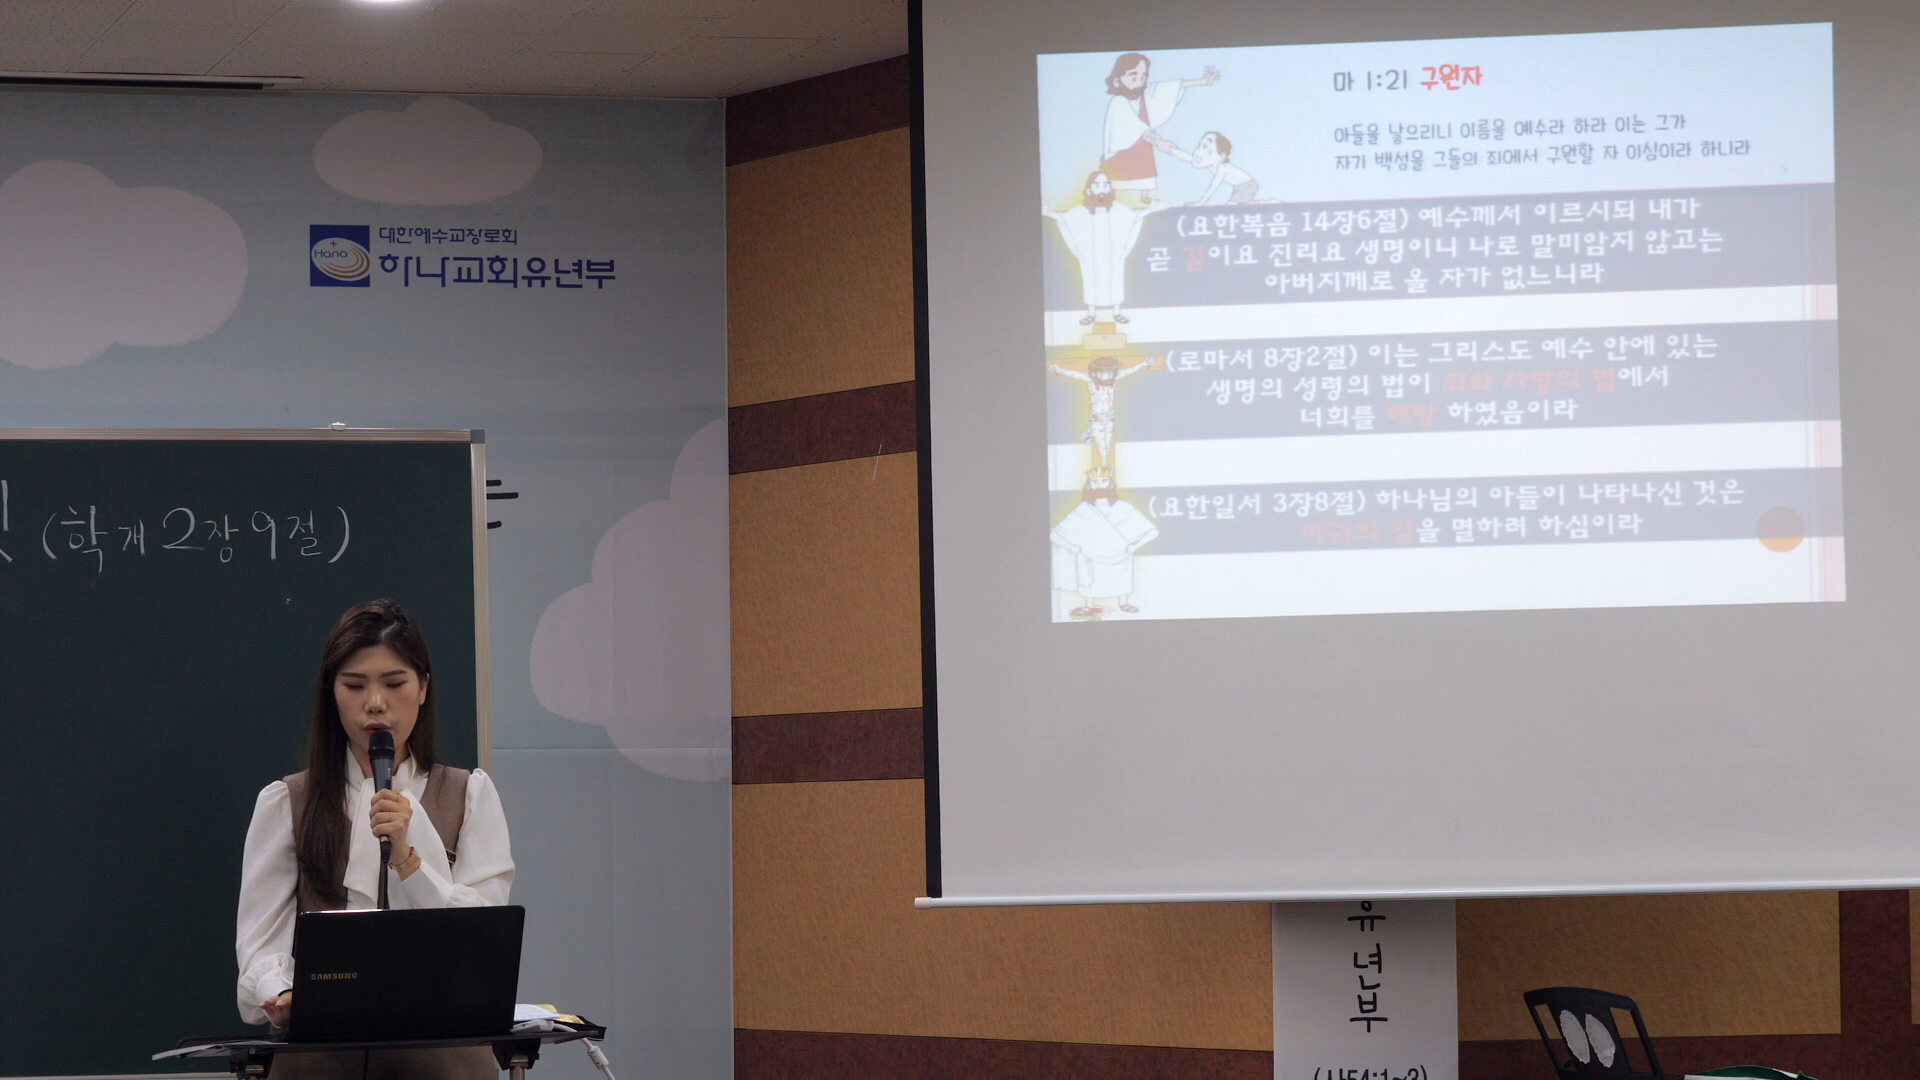 대한예수교장로회
Hana
하나교회유년부
(학개 2장 9절)
SAMSUNG
마 1:21 구원자
아들을 낳으리니 이름을 예수라 하라 이는 그가
자기 백성을 그들의 죄에서 구원할 자 이심이라 하니라
(요한복음 14장6절) 예수께서 이르시되 내가
곧 길이요 진리요 생명이니 나로 말미암지 않고는
아버지께로 올 자가 없느니라
(로마서 8장2절) 이는 그리스도 예수 안에 있는
생명의 성령의 법이 죄와 사망의 법에서
너희를 해방 하였음이라
(요한일서 3장8절) 하나님의 아들이 나타나신 것은
마귀의 일을 멸하려 하심이라
유년부
(사54:1~3)